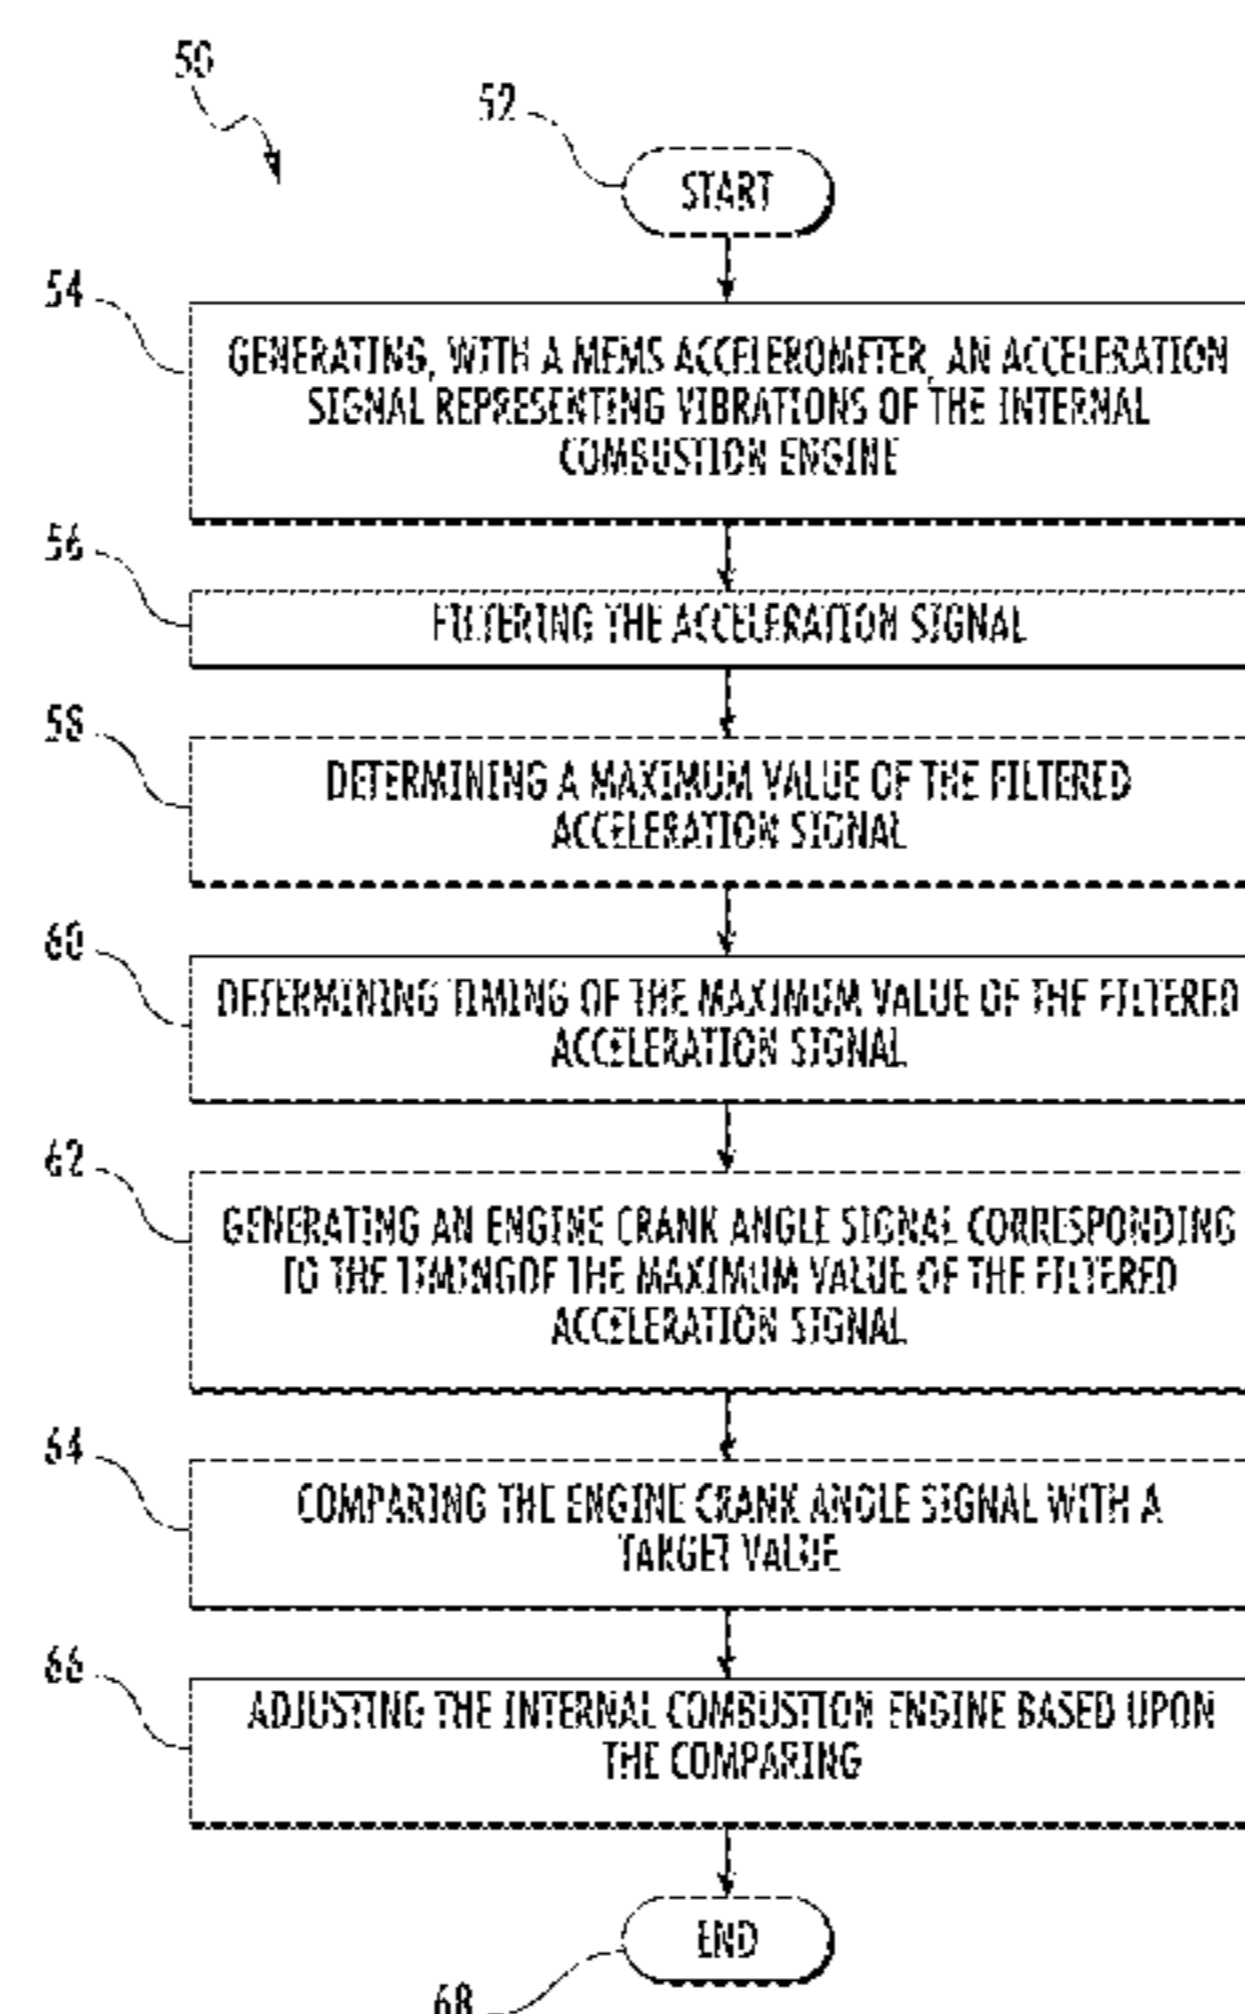 50
52
START
54
GENERATING, WITH A MEMS ACCELEROMETER, AN ACCELERATION
SIGNAL REPRESENTING VIBRATIONS OF THE INTERNAL
COMBUSTION ENGINE
56
FILTERING THE ACCELERATION SIGNAL
58
DETERMINING A MAXIMUM VALUE OF THE FILTERED
ACCELERATION SIGNAL
60
DETERMINING TIMING OF THE MAXIMUM VALUE OF THE FILTERED
ACCELERATION SIGNAL
62
GENERATING AN ENGINE CRANK ANGLE SIGNAL CORRESPONDING
TO THE TIMINGOF THE MAXIMUM VALUE OF THE FILTERED
ACCELERATION SIGNAL
64
COMPARING THE ENGINE CRANK ANGLE SIGNAL WITH A
TARGET VALUE
66
ADJUSTING THE INTERNAL COMBUSTION ENGINE BASED UPON
THE COMPARING
END
68